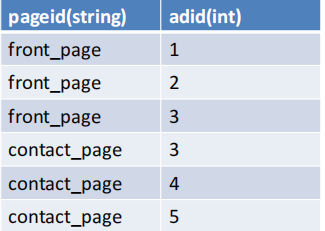 pageid(string) adid(int)
front_page 1
front_page 2
front_page 3
contact_page 3
contact_page 4
contact_page 5